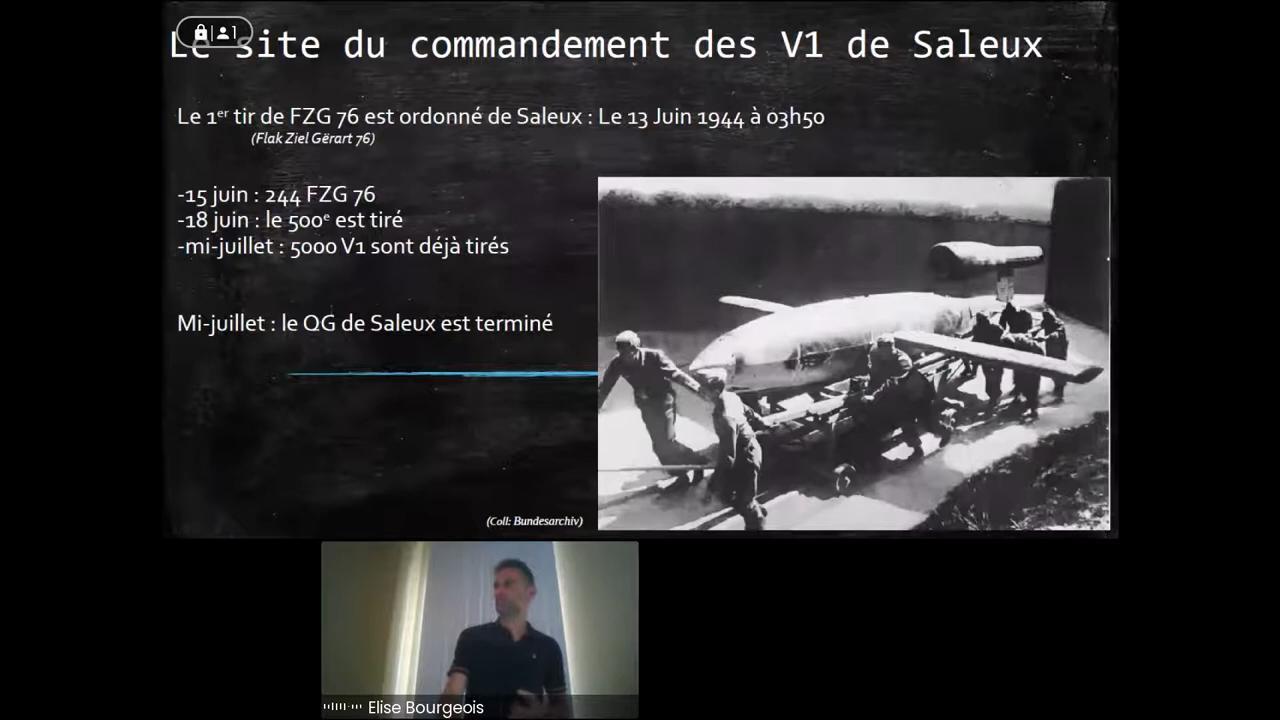 1
Le site du commandement des V1 de Saleux
Le 1er tir de FZG 76 est ordonné de Saleux : Le 13 Juin 1944 à 03h50
(Flak Ziel Gërart 76)
-15 juin : 244 FZG 76
-18 juin : le 500e est tiré
-mi-juillet : 5000 V1 sont déjà tirés
Mi-juillet : le QG de Saleux est terminé
(Coll: Bundesarchiv)
Elise Bourgeois